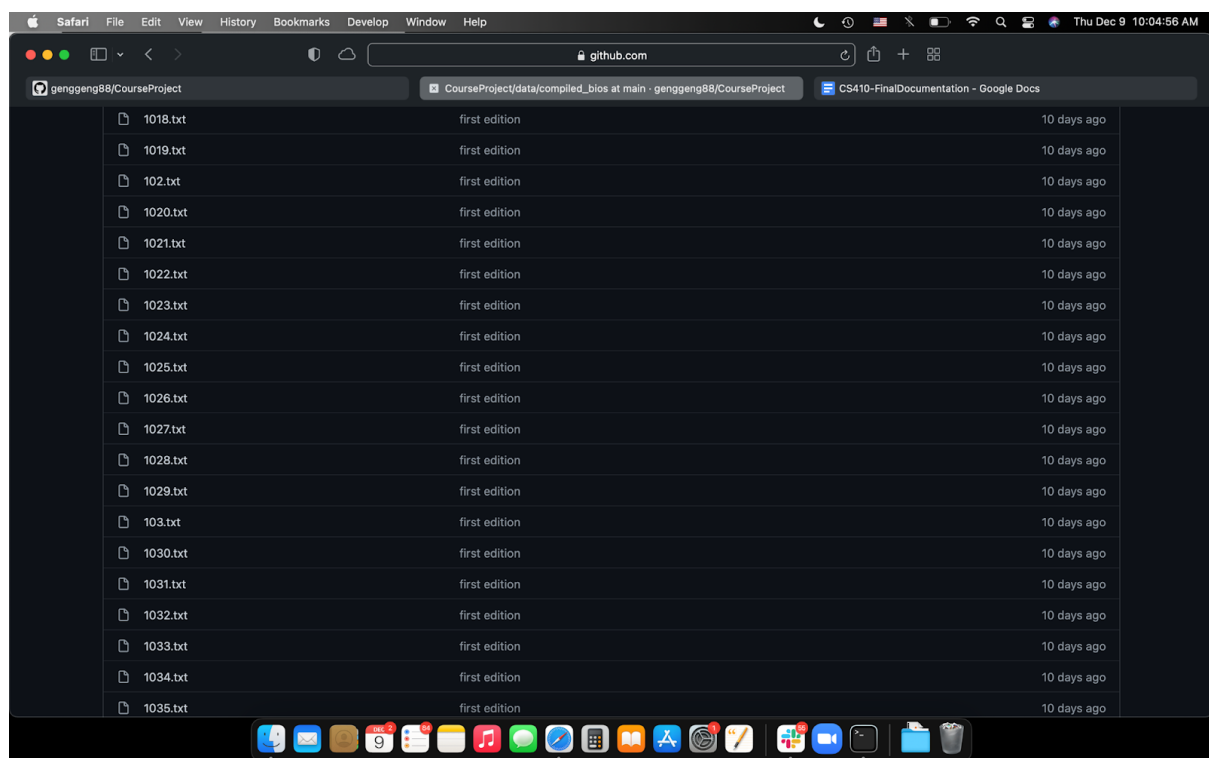 Safari File Edit View History Bookmarks Develop Window Help Thu Dec 9 10:04:56 AM
github.com
genggeng88/CourseProject CourseProject/data/compiled_bios at main · genggeng88/CourseProject CS410-FinalDocumentation - Google Docs
1018.txt first edition 10 days ago
1019.txt first edition 10 days ago
102.txt first edition 10 days ago
1020.txt first edition 10 days ago
1021.txt first edition 10 days ago
1022.txt first edition 10 days ago
1023.txt first edition 10 days ago
1024.txt first edition 10 days ago
1025.txt first edition 10 days ago
1026.txt first edition 10 days ago
1027.txt first edition 10 days ago
1028.txt first edition 10 days ago
1029.txt first edition 10 days ago
103.txt first edition 10 days ago
1030.txt first edition 10 days ago
1031.txt first edition 10 days ago
1032.txt first edition 10 days ago
1033.txt first edition 10 days ago
1034.txt first edition 10 days ago
1035.txt first edition 10 days ago
DEC 9